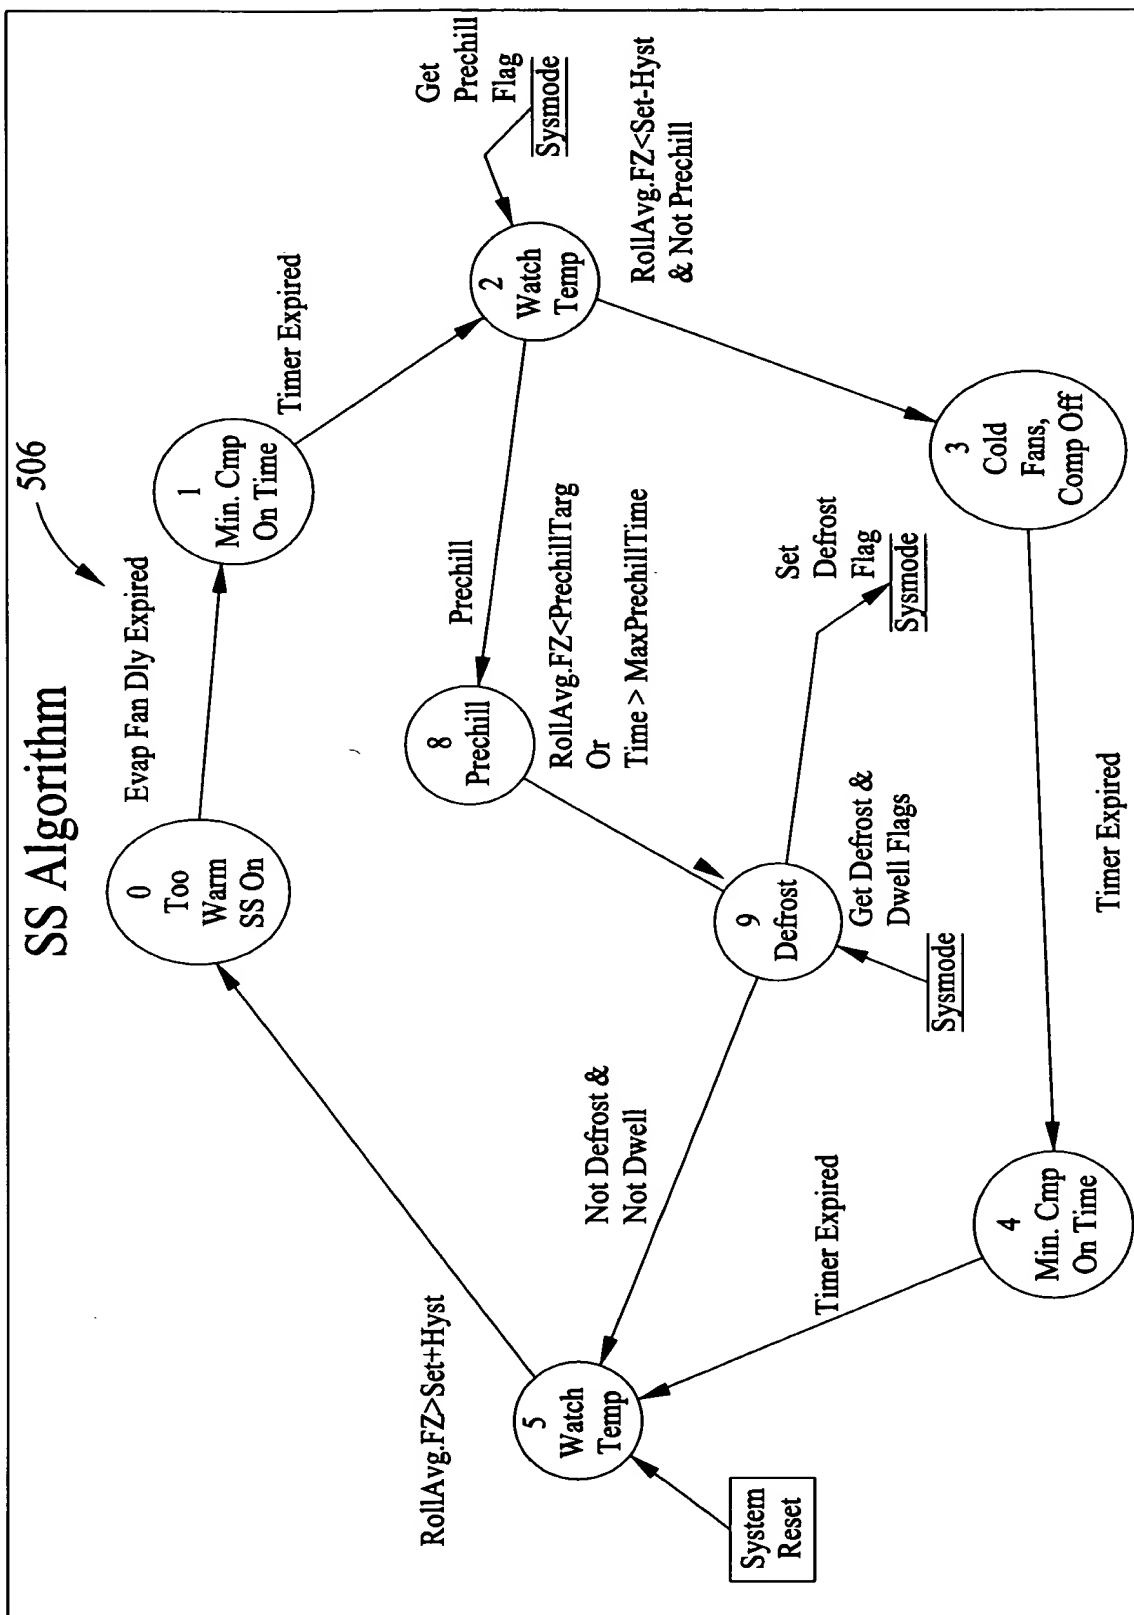 SS Algorithm
506
Evap Fan Dly Expired
0
Too
Warm
SS On
1
Min. Cmp
On Time
Timer Expired
Get
Prechill
Flag
Sysmode
2
Watch
Temp
RollAvg.FZ<Set-Hyst
& Not Prechill
Prechill
8
Prechill
RollAvg.FZ<PrechillTarg
Or
Time > MaxPrechillTime
Set
Defrost
Flag
Sysmode
3
Cold
Fans,
Comp Off
9
Defrost
Get Defrost &
Dwell Flags
Sysmode
Timer Expired
RollAvg.FZ>Set+Hyst
Not Defrost &
Not Dwell
Timer Expired
4
Min. Cmp
On Time
5
Watch
Temp
System
Reset